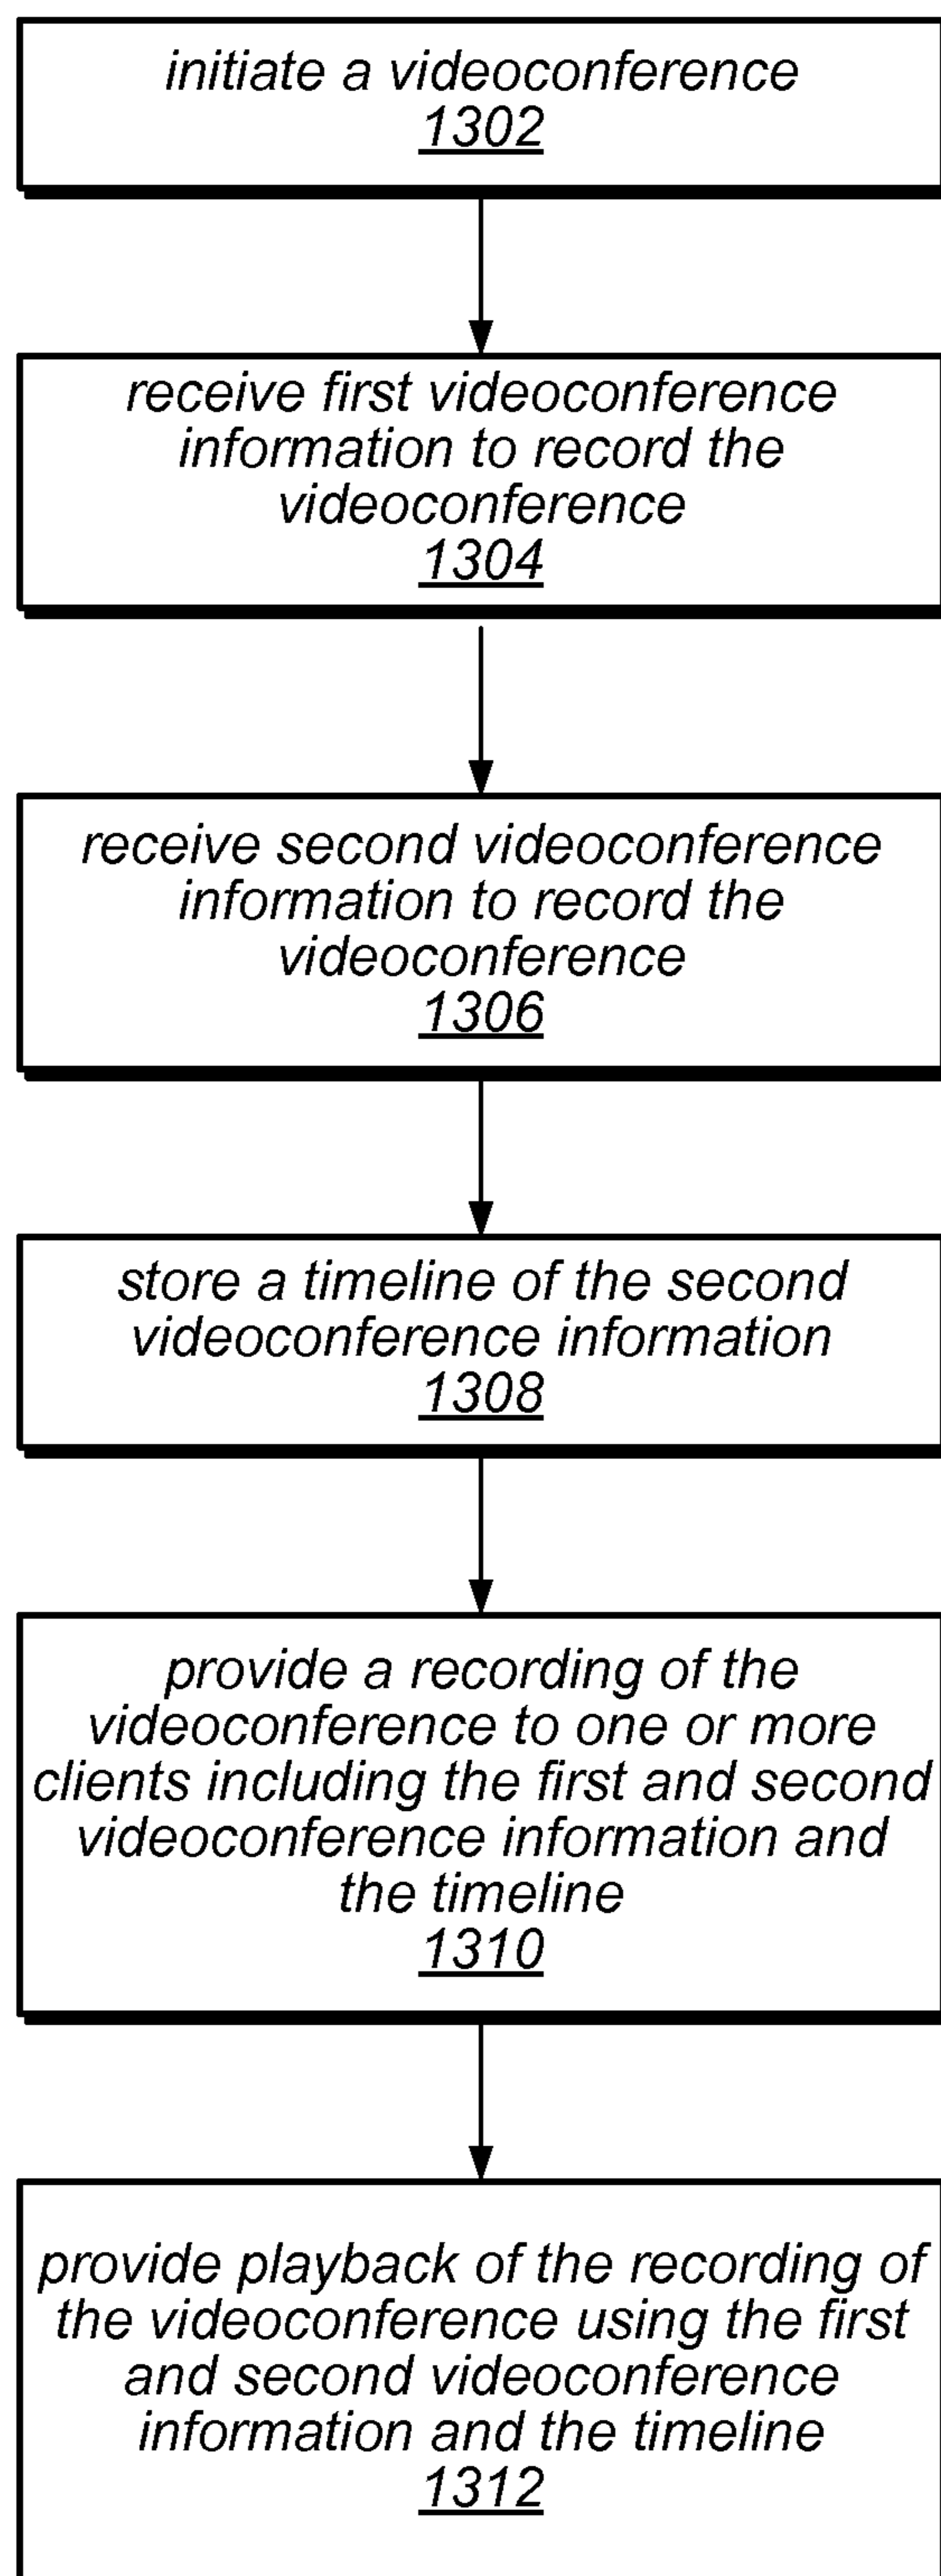 initiate a videoconference
1302
receive first videoconference
information to record the
videoconference
1304
receive second videoconference
information to record the
videoconference
1306
store a timeline of the second
videoconference information
1308
provide a recording of the
videoconference to one or more
clients including the first and second
videoconference information and
the timeline
1310
provide playback of the recording of
the videoconference using the first
and second videoconference
information and the timeline
1312